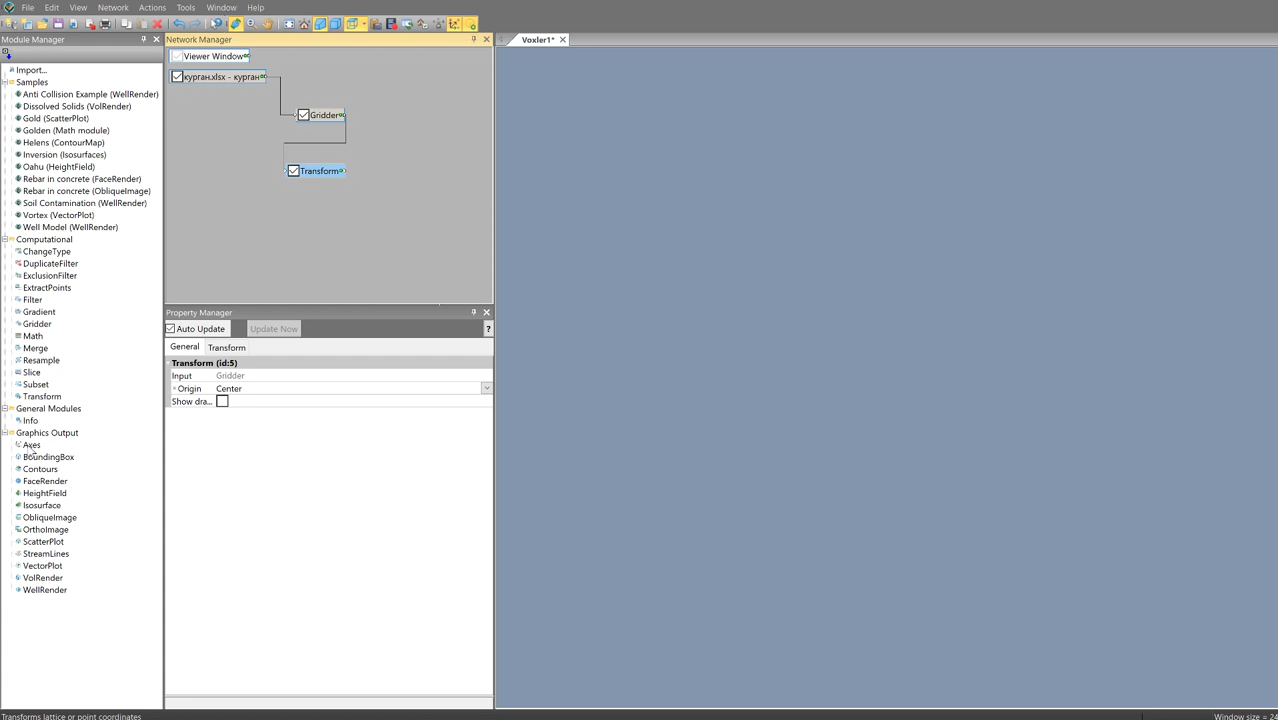 File Edit View Network Actions Tools Window Help
Module Manager
Network Manager
Voxler1*
Viewer Window
курган.xlsx - курган
Gridder
Transform
Import...
Samples
Anti Collision Example (WellRender)
Dissolved Solids (VolRender)
Gold (ScatterPlot)
Golden (Math module)
Helens (ContourMap)
Inversion (Isosurfaces)
Oahu (HeightField)
Rebar in concrete (FaceRender)
Rebar in concrete (ObliqueImage)
Soil Contamination (WellRender)
Vortex (VectorPlot)
Well Model (WellRender)
Computational
ChangeType
DuplicateFilter
ExclusionFilter
ExtractPoints
Filter
Gradient
Gridder
Math
Merge
Resample
Slice
Subset
Transform
General Modules
Info
Graphics Output
Axes
BoundingBox
Contours
FaceRender
HeightField
Isosurface
ObliqueImage
OrthoImage
ScatterPlot
StreamLines
VectorPlot
VolRender
WellRender
Property Manager
Auto Update Update Now ?
General Transform
Transform (id:5)
Input Gridder
Origin Center
Show dra...
Transforms lattice or point coordinates
Window size = 24